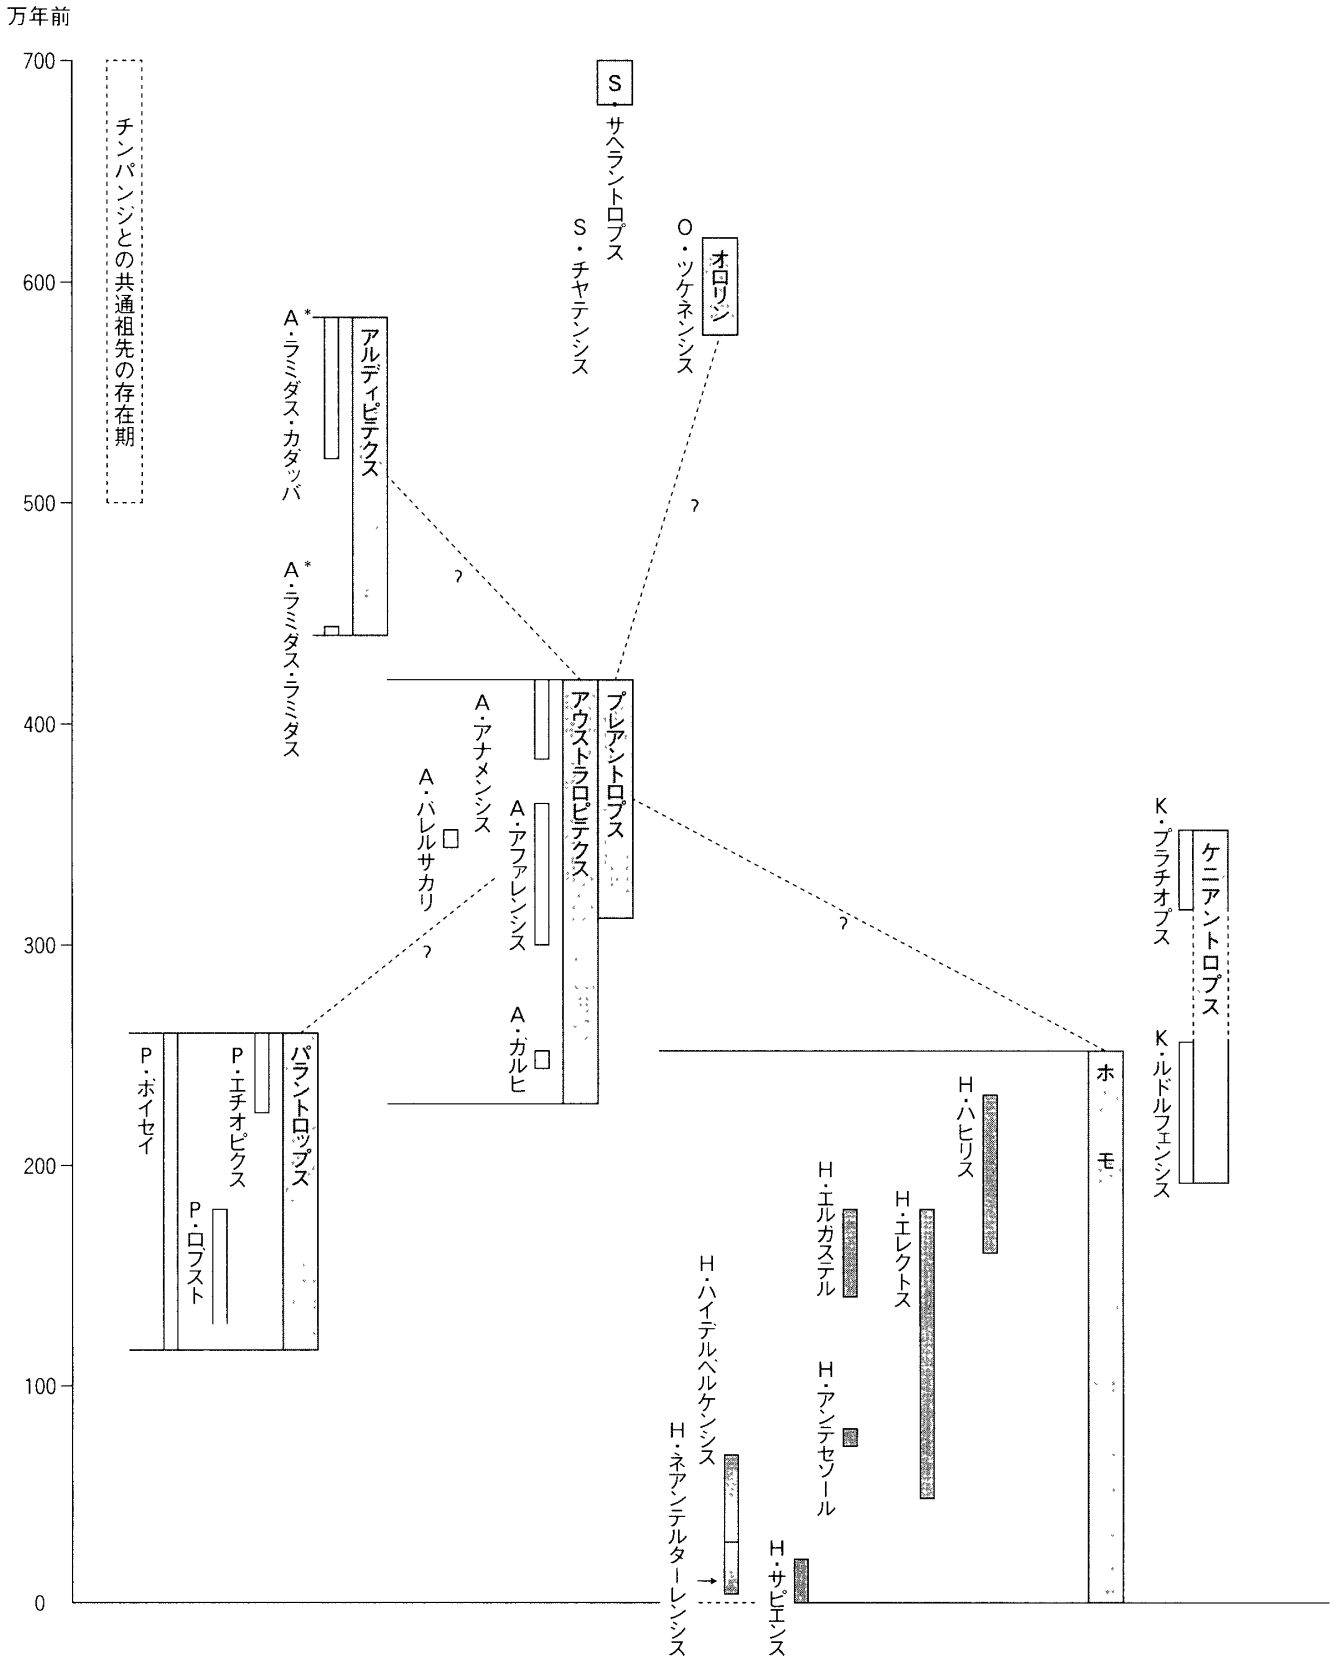 万年前
700
600
500
400
300
200
100
0
チンパンジとの共通祖先の存在期
S
S・サヘラントロプス
S・チャテンシス
O・ツケネンシス
オロリン
A*・ラミダス・カダッバ
アルディピテクス
?
?
A*・ラミダス・ラミダス
A・アナメンシス
A・バレルサカリ
A・アファレンシス
アウストラロピテクス
プレアントロプス
?
?
A・ガルヒ
K・プラチオプス
ケニアントロプス
K・ルドルフェンシス
P・ボイセイ
P・エチオピクス
P・ロブスト
パラントロップス
ホモ
H・ハヒリス
H・エルガステル
H・エレクトス
H・ハイデルベルケンシス
H・アンテセソール
H・ネアンデルターレンシス
→
H・サピエンス